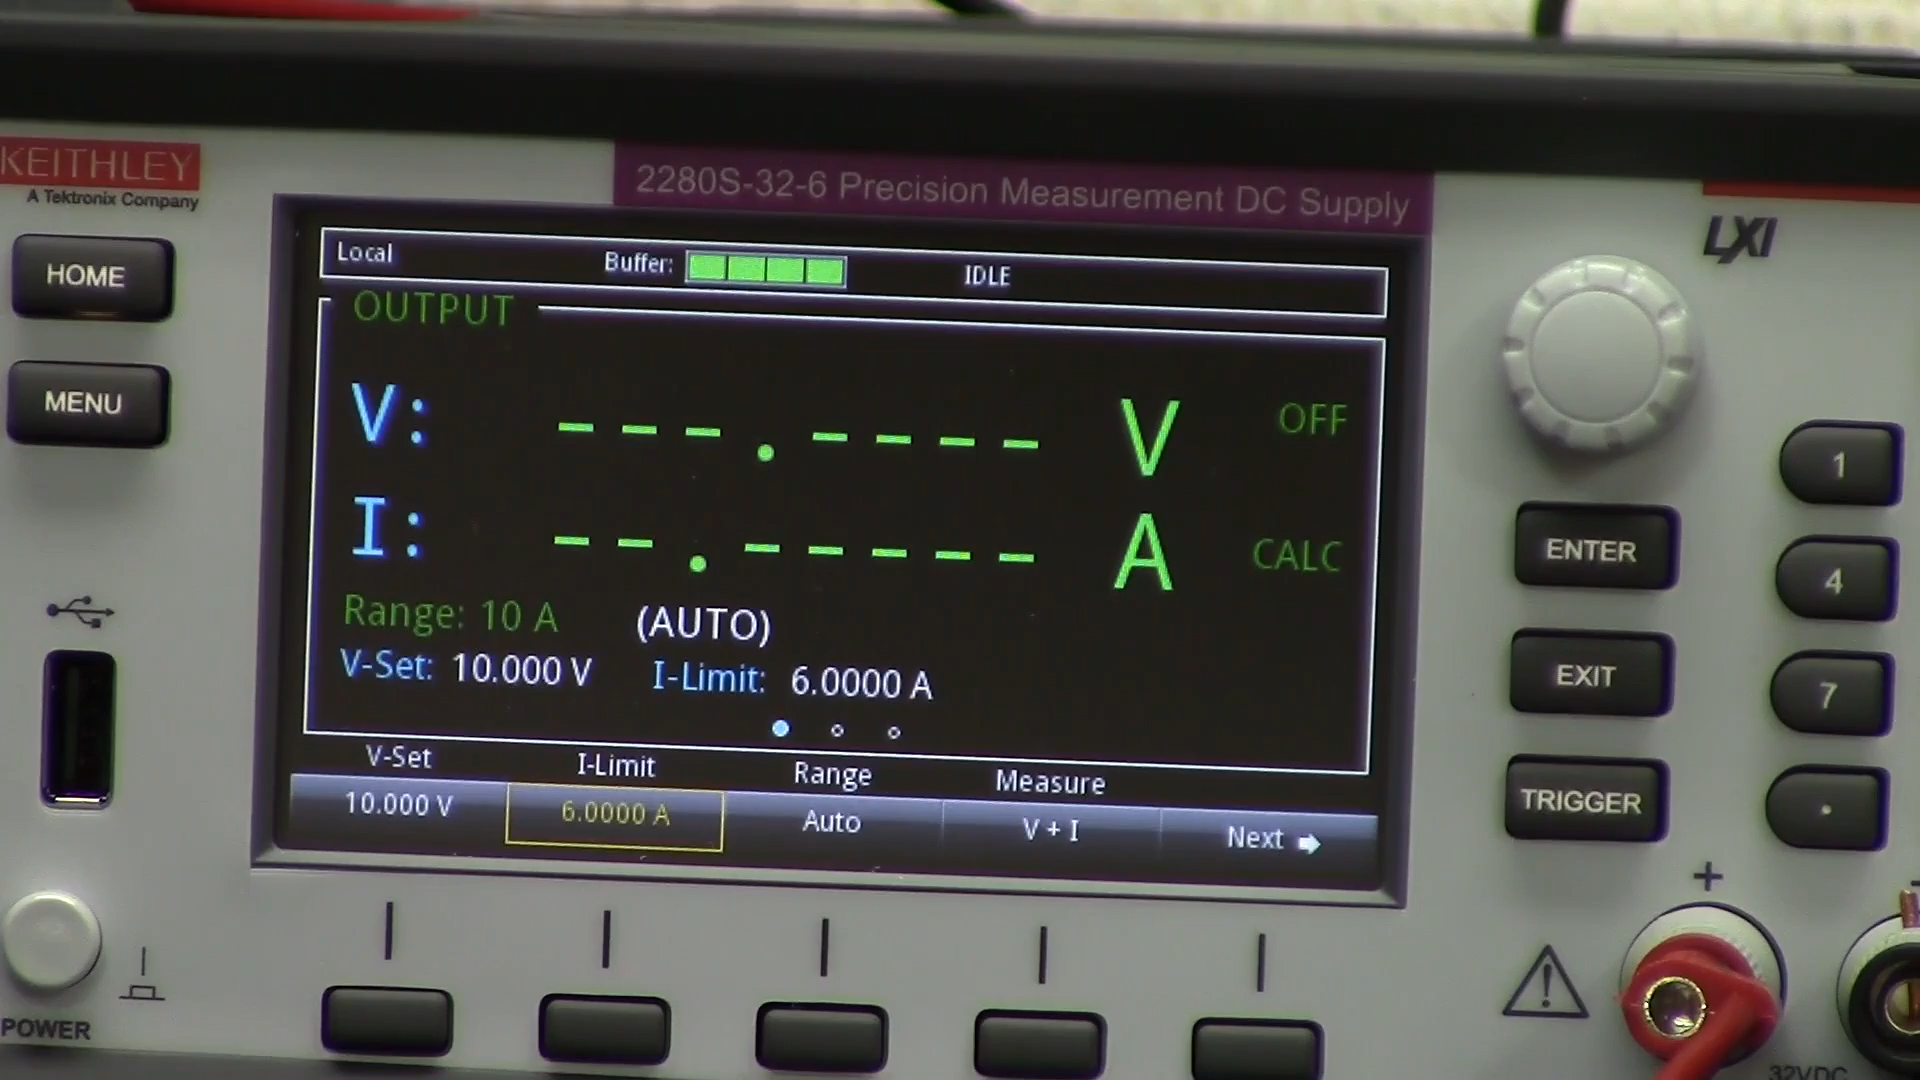 KEITHLEY
A Tektronix Company
2280S-32-6 Precision Measurement DC Supply
LXI
HOME
MENU
Local Buffer: IDLE
OUTPUT
V: ---.---- V OFF
I: --.----- A CALC
Range: 10 A (AUTO)
V-Set: 10.000 V I-Limit: 6.0000 A
V-Set I-Limit Range Measure
10.000 V 6.0000 A Auto V + I Next
ENTER
EXIT
TRIGGER
1
4
7
.
+
-
POWER
32VDC